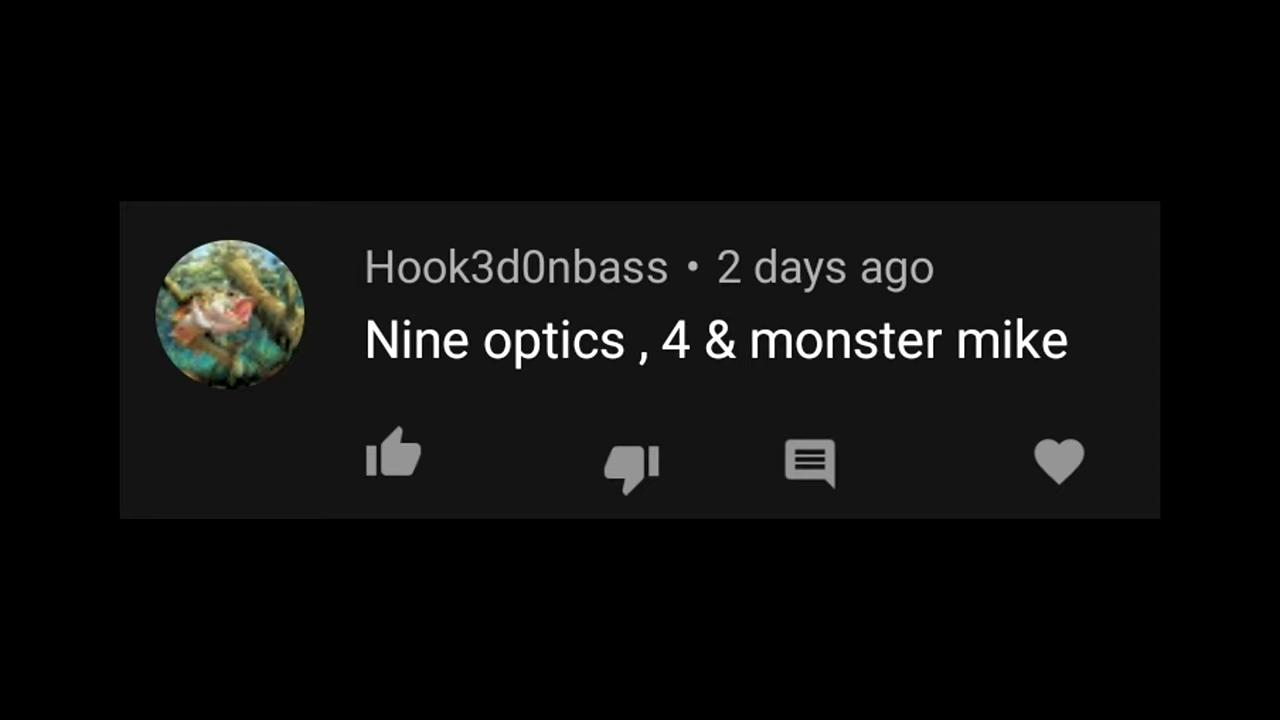 Hook3d0nbass • 2 days ago
Nine optics , 4 & monster mike